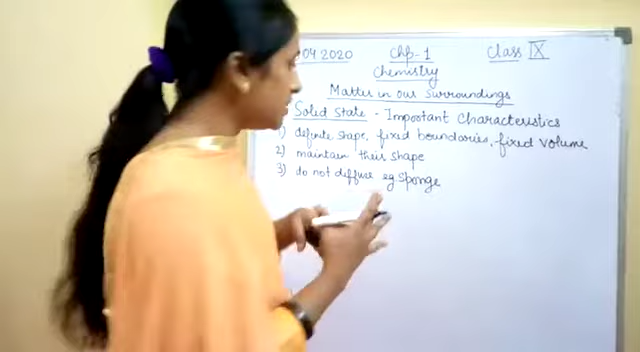 04 2020 Chp-1 Class IX
Chemistry
Matter in our Surroundings
Solid State - Important Characteristics
1) definite shape, fixed boundaries, fixed volume
2) maintain their shape
3) do not diffuse eg sponge